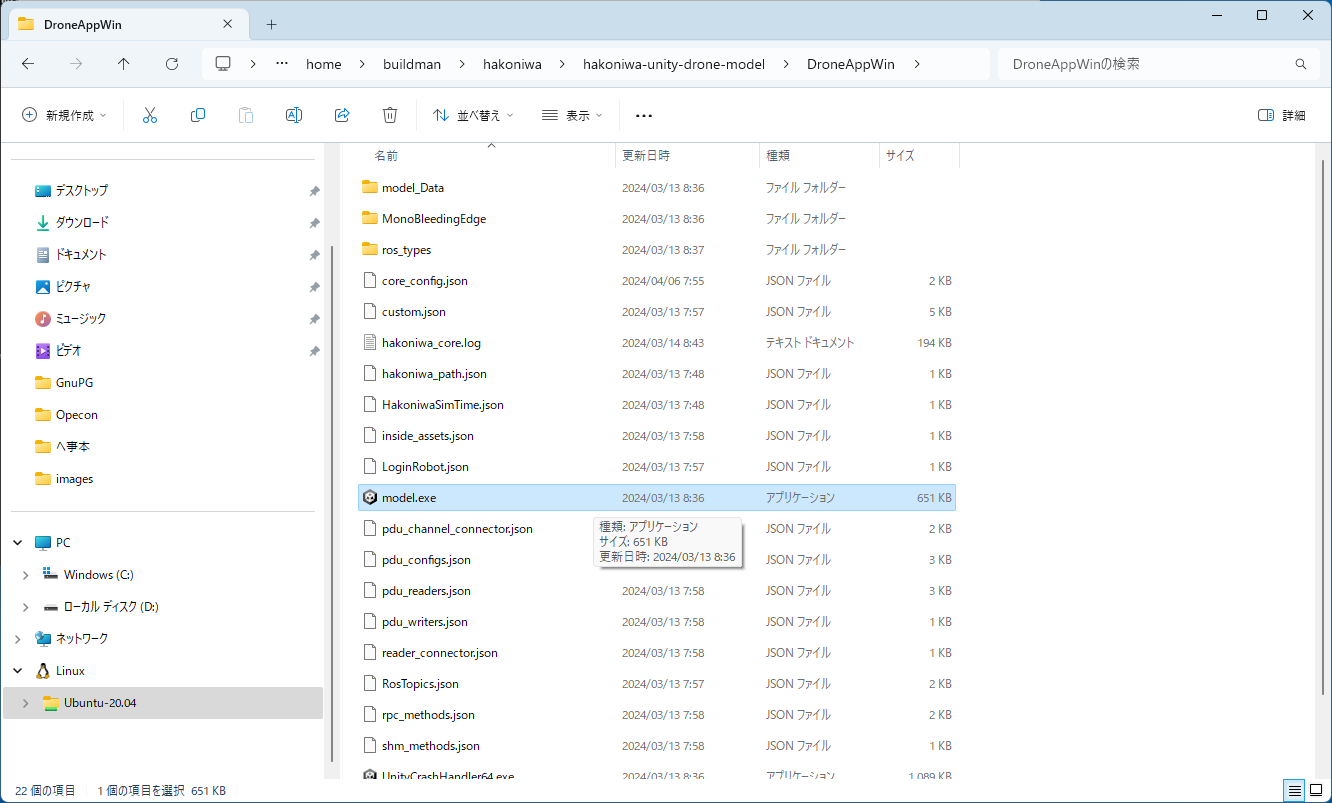 DroneAppWin
home
buildman
hakoniwa
hakoniwa-unity-drone-model
DroneAppWin
DroneAppWinの検索
新規作成
並べ替え
表示
詳細
デスクトップ
ダウンロード
ドキュメント
ピクチャ
ミュージック
ビデオ
GnuPG
Opecon
へ事本
images
PC
Windows (C:)
ローカル ディスク (D:)
ネットワーク
Linux
Ubuntu-20.04
名前 更新日時 種類 サイズ
model_Data 2024/03/13 8:36 ファイル フォルダー
MonoBleedingEdge 2024/03/13 8:36 ファイル フォルダー
ros_types 2024/03/13 8:37 ファイル フォルダー
core_config.json 2024/04/06 7:55 JSON ファイル 2 KB
custom.json 2024/03/13 7:57 JSON ファイル 5 KB
hakoniwa_core.log 2024/03/14 8:43 テキスト ドキュメント 194 KB
hakoniwa_path.json 2024/03/13 7:48 JSON ファイル 1 KB
HakoniwaSimTime.json 2024/03/13 7:48 JSON ファイル 1 KB
inside_assets.json 2024/03/13 7:58 JSON ファイル 1 KB
LoginRobot.json 2024/03/13 7:57 JSON ファイル 1 KB
model.exe 2024/03/13 8:36 アプリケーション 651 KB
pdu_channel_connector.json JSON ファイル 2 KB
pdu_configs.json JSON ファイル 3 KB
種類: アプリケーション
サイズ: 651 KB
更新日時: 2024/03/13 8:36
pdu_readers.json 2024/03/13 7:58 JSON ファイル 3 KB
pdu_writers.json 2024/03/13 7:58 JSON ファイル 1 KB
reader_connector.json 2024/03/13 7:58 JSON ファイル 1 KB
RosTopics.json 2024/03/13 7:57 JSON ファイル 2 KB
rpc_methods.json 2024/03/13 7:58 JSON ファイル 2 KB
shm_methods.json 2024/03/13 7:58 JSON ファイル 1 KB
UnityCrashHandler64.exe 2024/03/13 8:36 アプリケーション 1,089 KB
22 個の項目 1 個の項目を選択 651 KB